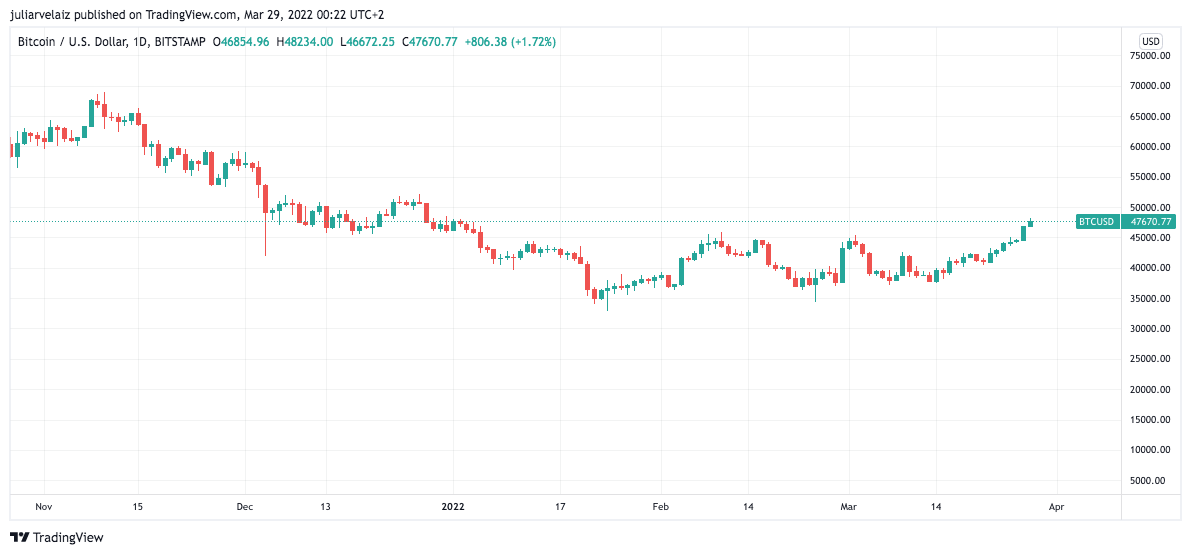 juliarvelaiz published on TradingView.com, Mar 29, 2022 00:22 UTC+2
Bitcoin / U.S. Dollar, 1D, BITSTAMP O46854.96 H48234.00 L46672.25 C47670.77 +806.38 (+1.72%)
USD
75000.00
70000.00
65000.00
60000.00
55000.00
50000.00
BTCUSD 47670.77
45000.00
40000.00
35000.00
30000.00
25000.00
20000.00
15000.00
10000.00
5000.00
Nov 15 Dec 13 2022 17 Feb 14 Mar 14 Apr
TradingView